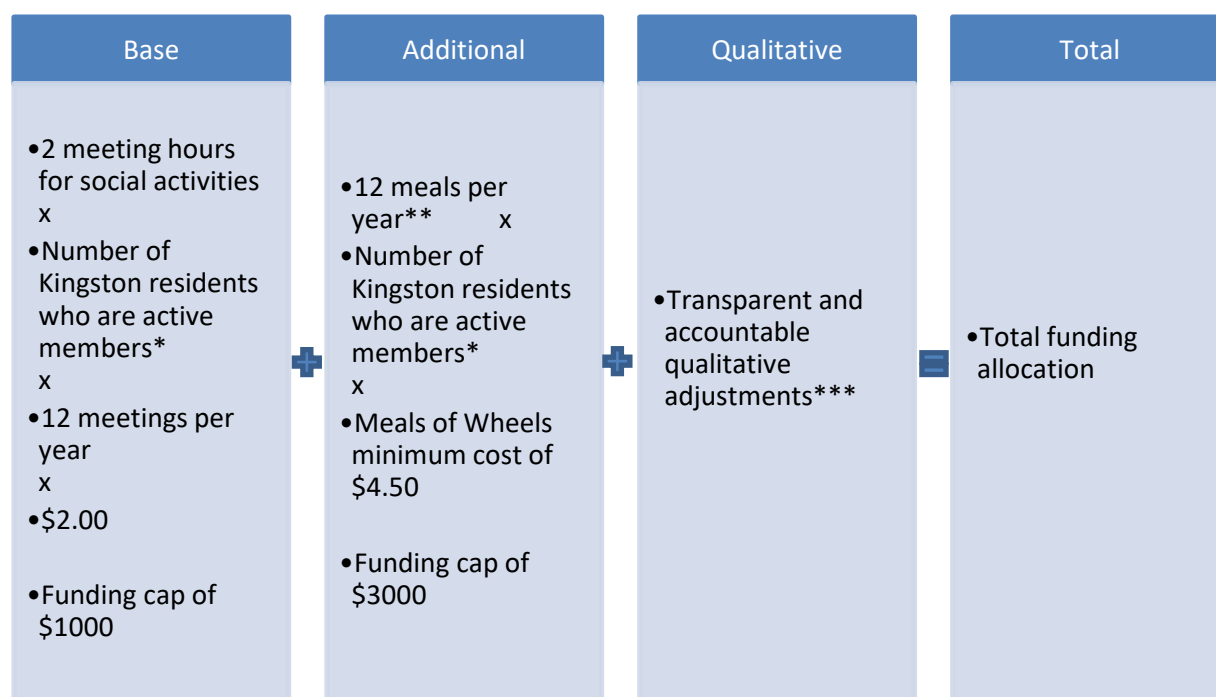 Base
•2 meeting hours
for social activities
x
•Number of
Kingston residents
who are active
members*
x
•12 meetings per
year
x
•$2.00
•Funding cap of
$1000
+
Additional
•12 meals per
year** x
•Number of
Kingston residents
who are active
members*
x
•Meals of Wheels
minimum cost of
$4.50
•Funding cap of
$3000
+
Qualitative
•Transparent and
accountable
qualitative
adjustments***
=
Total
•Total funding
allocation